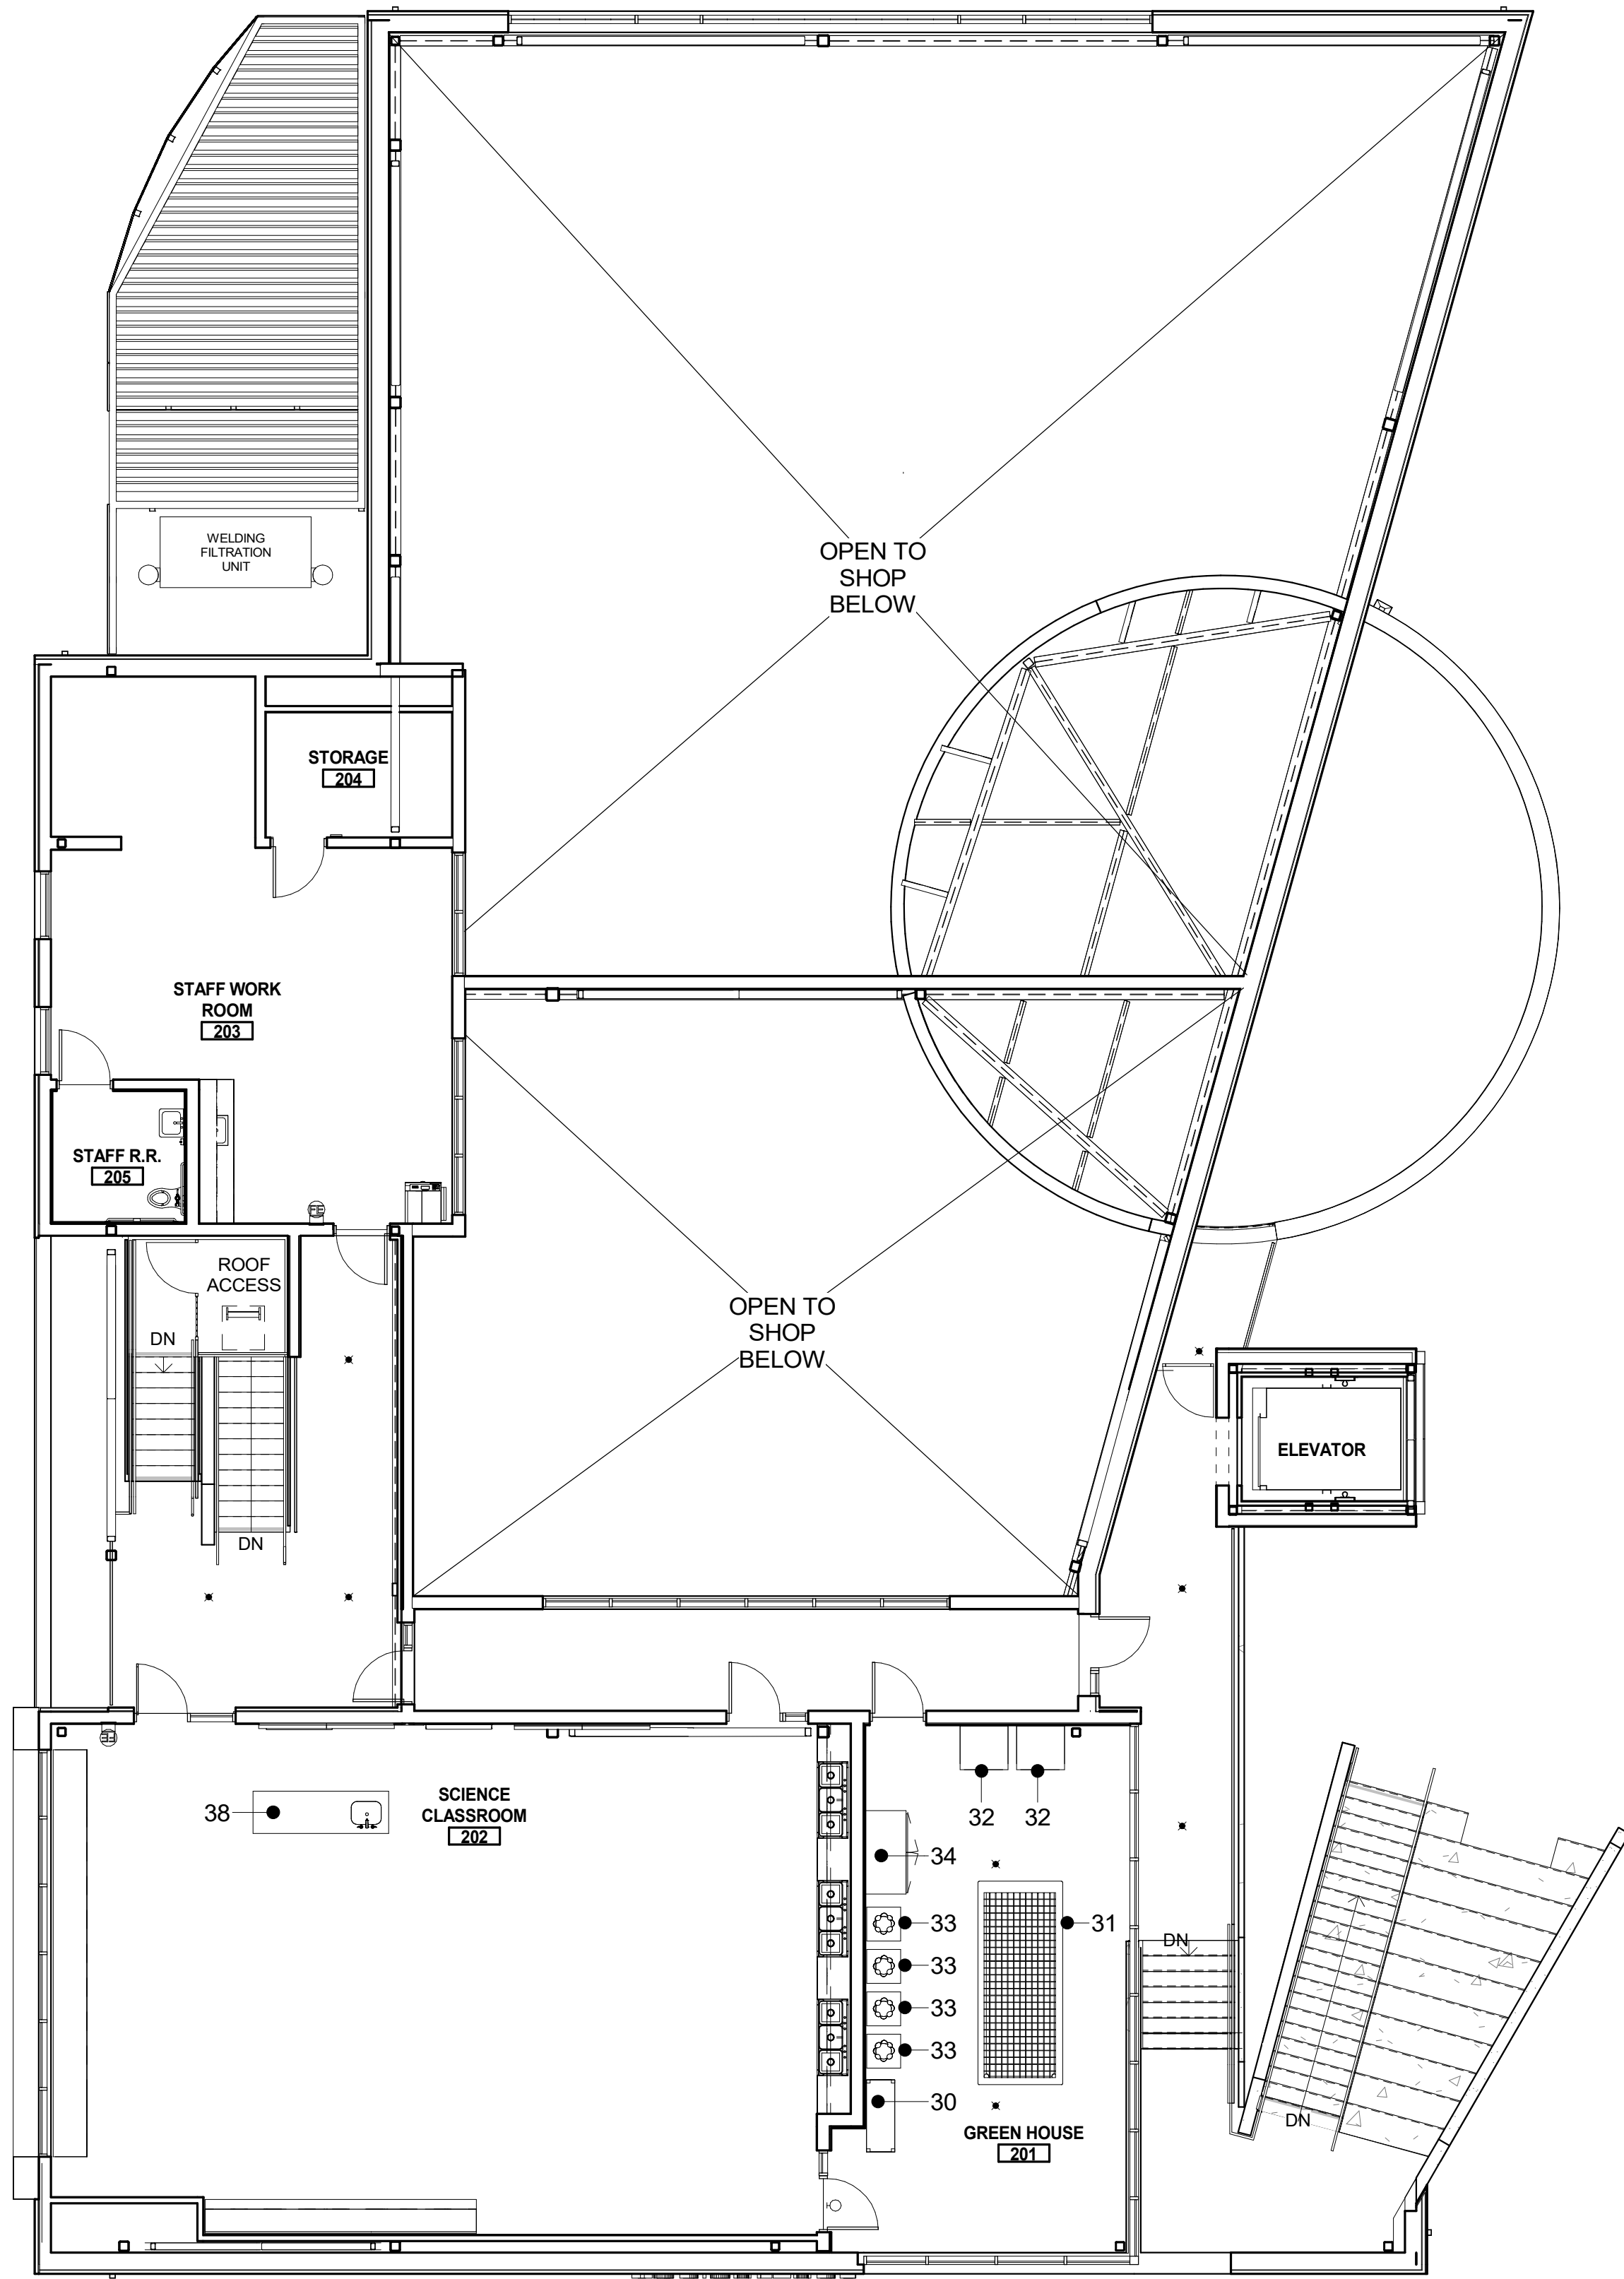 WELDING
FILTRATION
UNIT
OPEN TO
SHOP
BELOW
STORAGE
204
STAFF WORK
ROOM
203
STAFF R.R.
205
FE
ROOF
ACCESS
DN
DN
OPEN TO
SHOP
BELOW
ELEVATOR
FE
38
SCIENCE
CLASSROOM
202
32
32
34
33
31
33
33
33
30
GREEN HOUSE
201
DN
DN